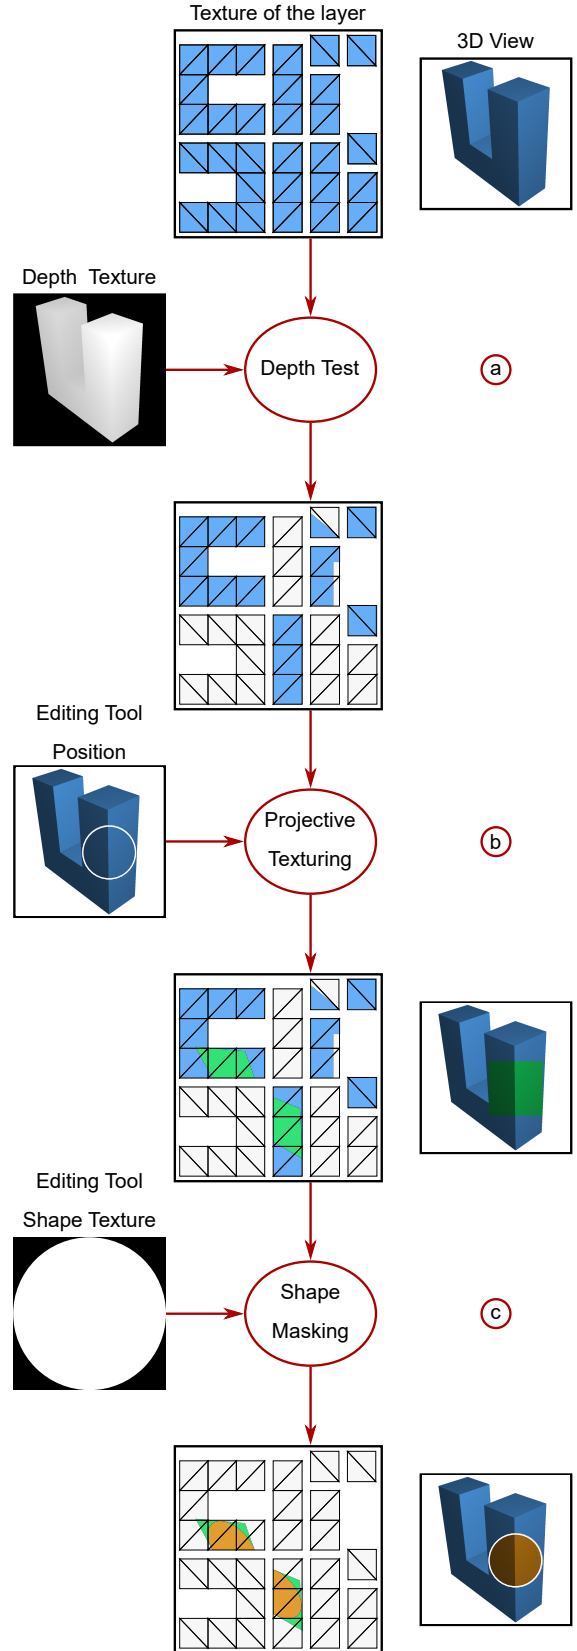 Texture of the layer
3D View
Depth Texture
Depth Test
a
Editing Tool
Position
Projective
Texturing
b
Editing Tool
Shape Texture
Shape
Masking
c